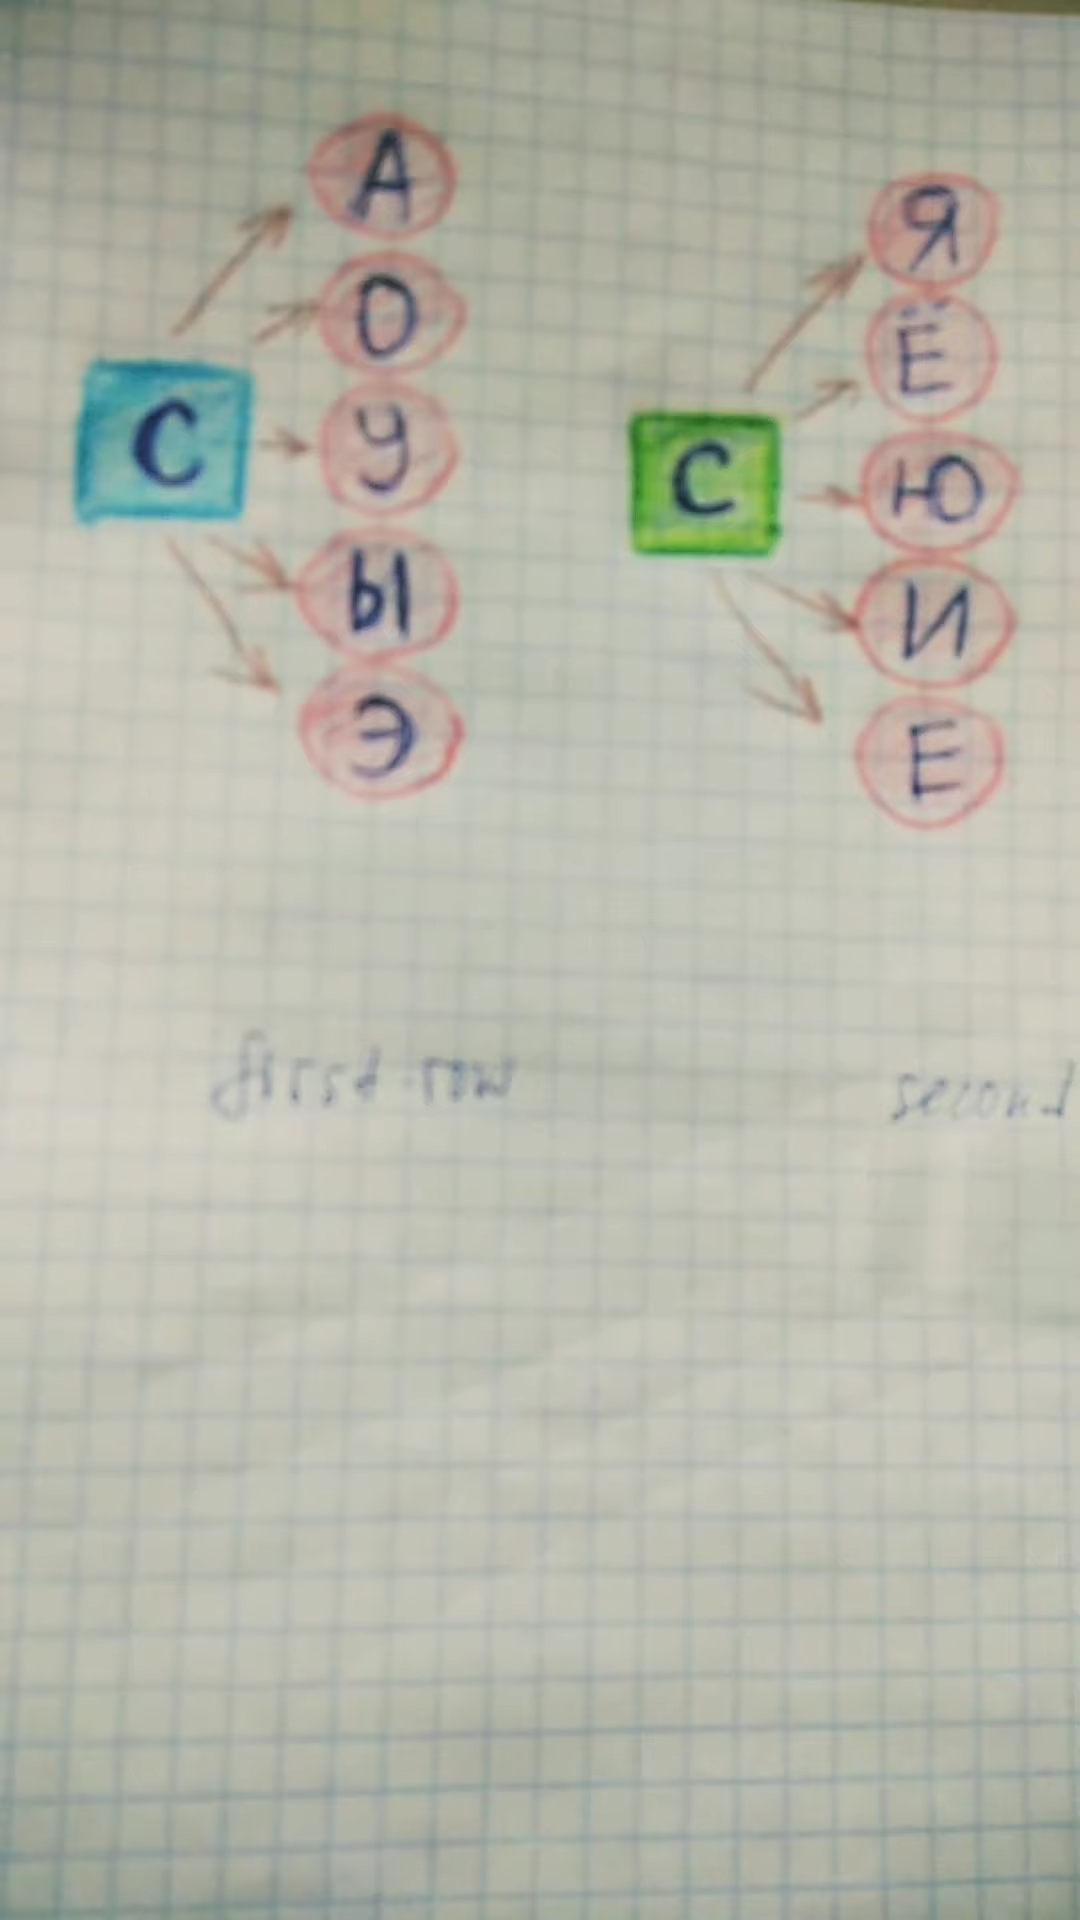 С
А
О
У
Ы
Э
С
Я
Ё
Ю
И
Е
first row
second